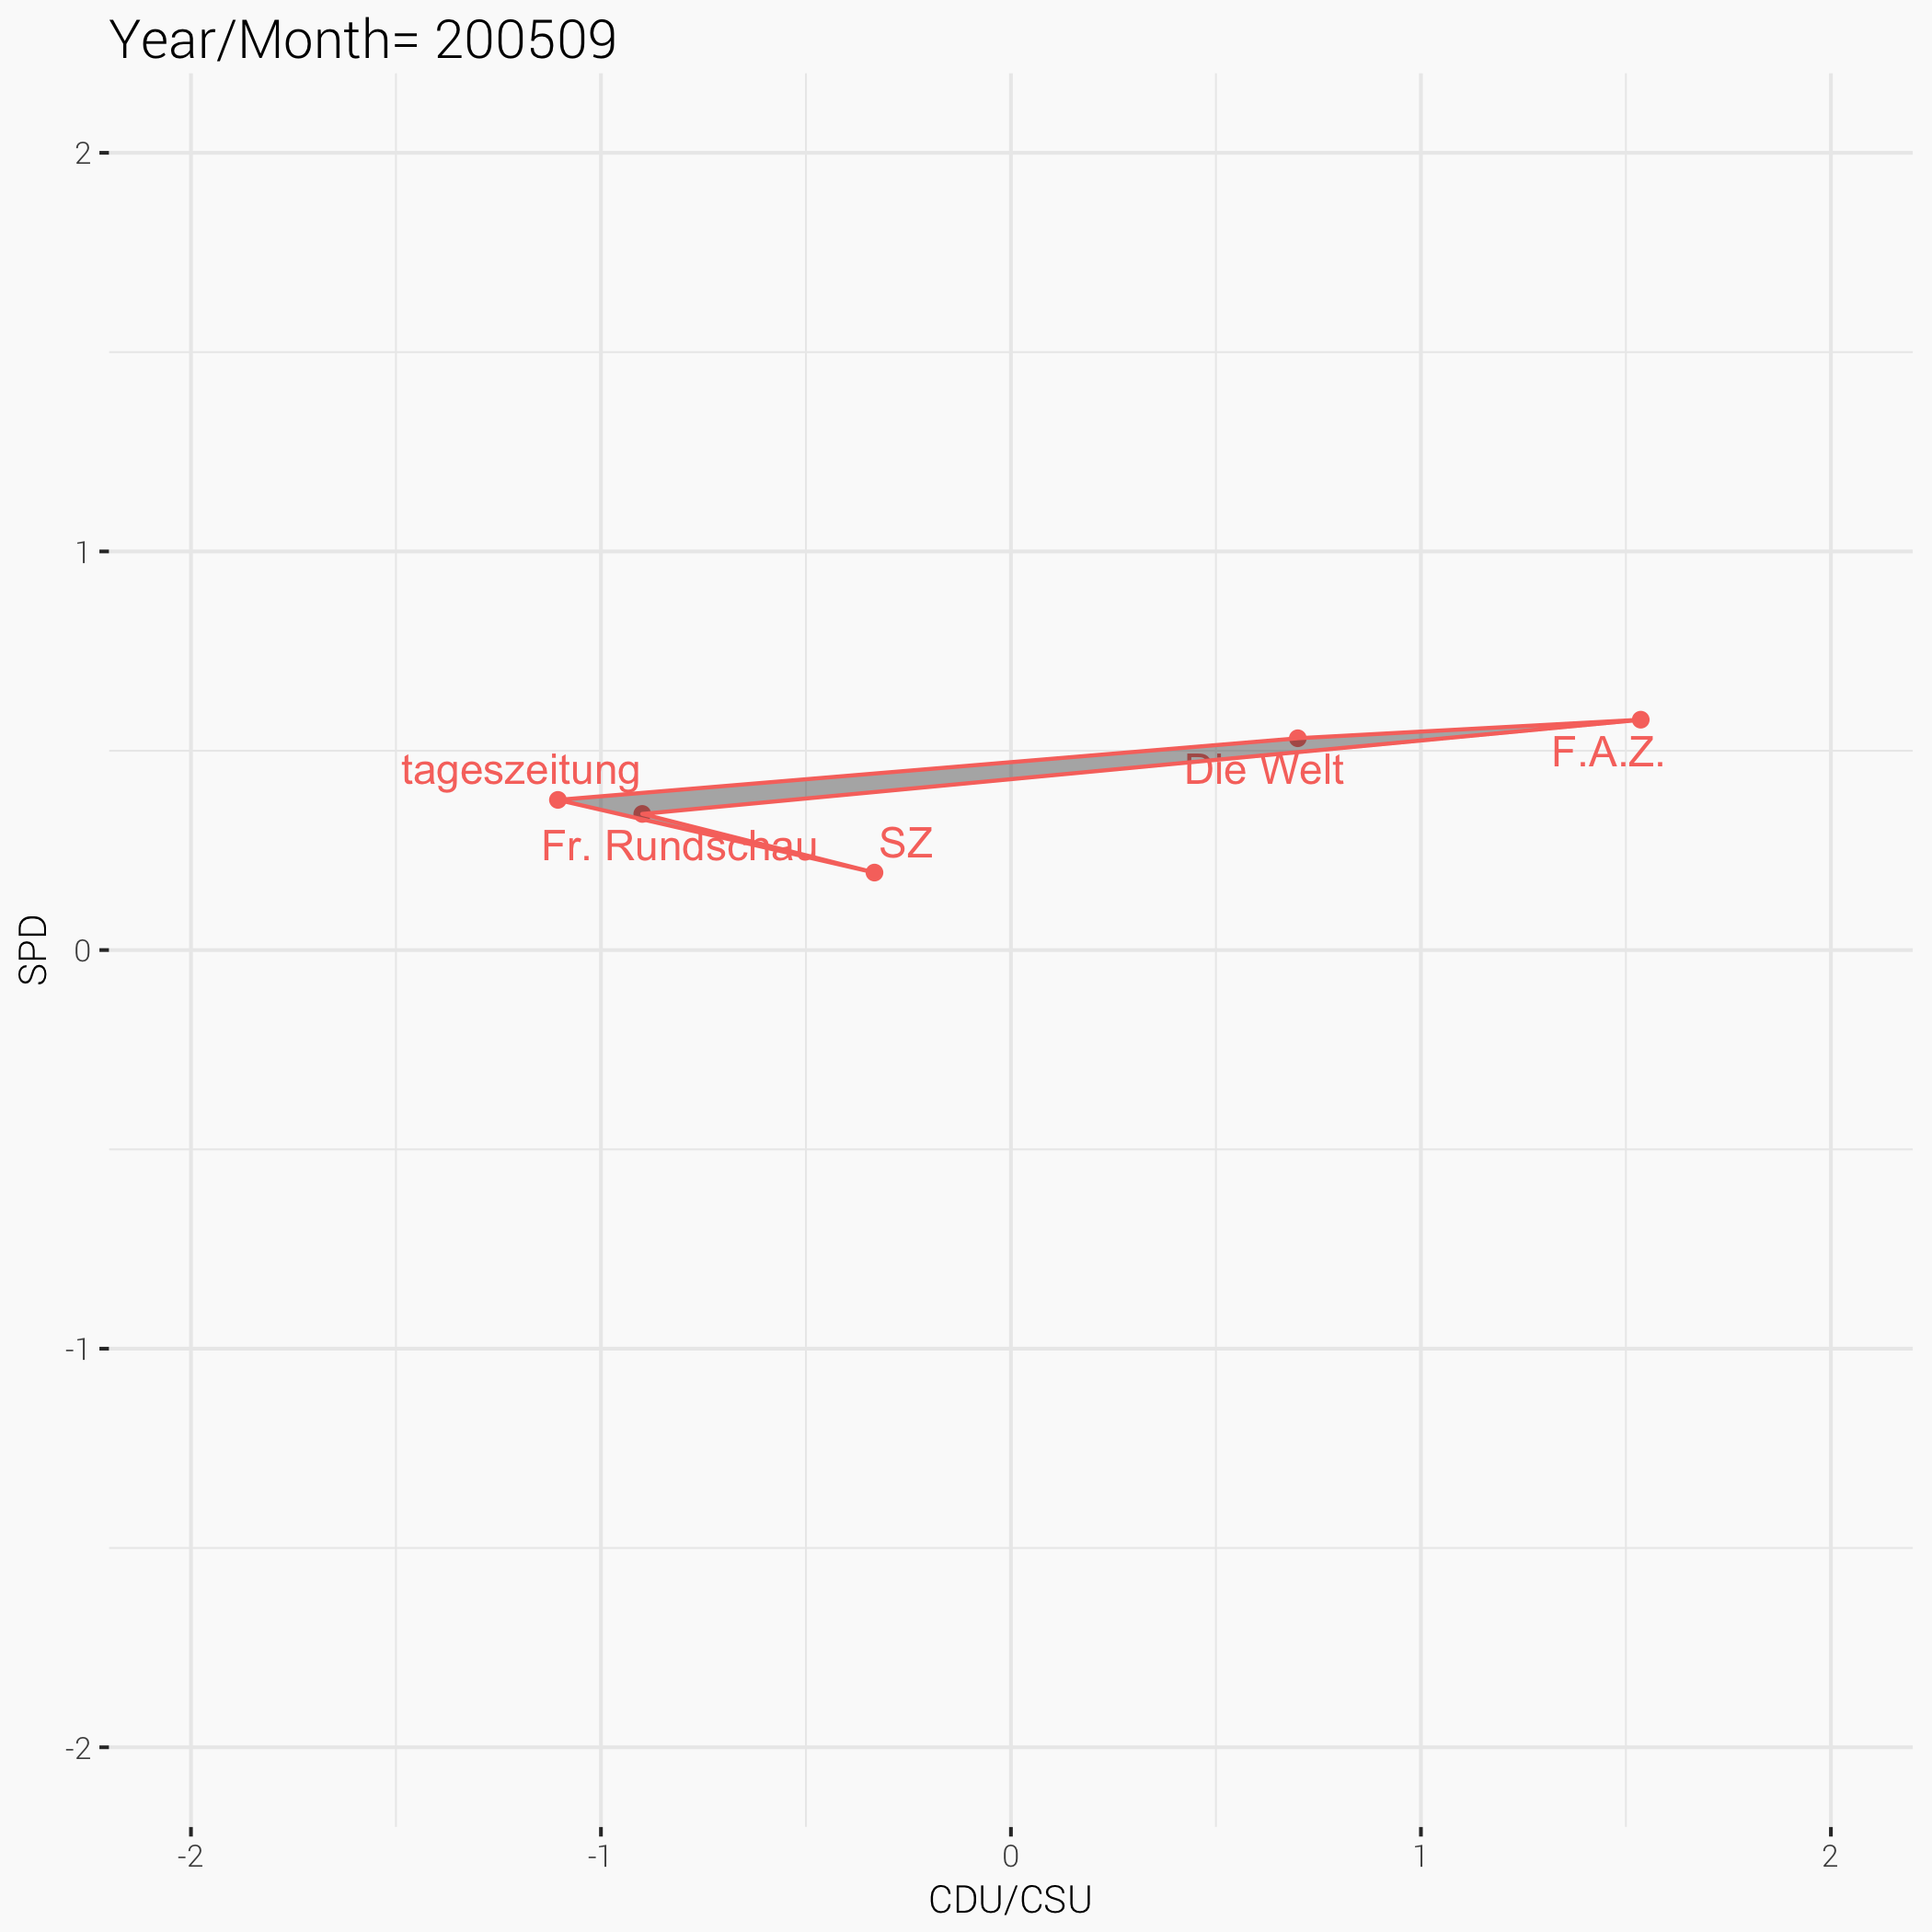 Year/Month= 200509
2
1
F.A.Z.
tageszeitung
Die Welt
Fr. Rundschau
SZ
SPD
0
-1
-2
-2
-1
0
1
2
CDU/CSU